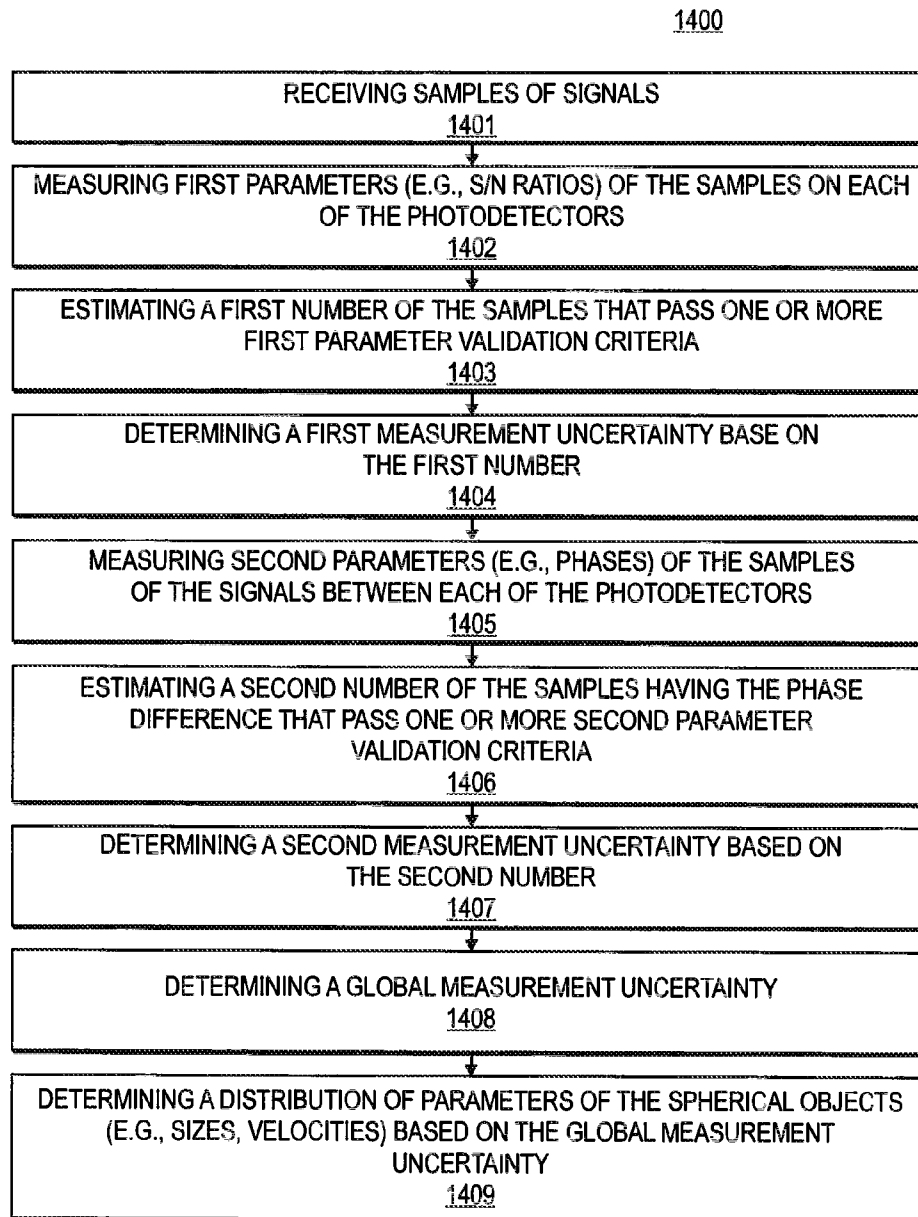 1400
RECEIVING SAMPLES OF SIGNALS
1401
MEASURING FIRST PARAMETERS (E.G., S/N RATIOS) OF THE SAMPLES ON EACH
OF THE PHOTODETECTORS
1402
ESTIMATING A FIRST NUMBER OF THE SAMPLES THAT PASS ONE OR MORE
FIRST PARAMETER VALIDATION CRITERIA
1403
DETERMINING A FIRST MEASUREMENT UNCERTAINTY BASE ON
THE FIRST NUMBER
1404
MEASURING SECOND PARAMETERS (E.G., PHASES) OF THE SAMPLES
OF THE SIGNALS BETWEEN EACH OF THE PHOTODETECTORS
1405
ESTIMATING A SECOND NUMBER OF THE SAMPLES HAVING THE PHASE
DIFFERENCE THAT PASS ONE OR MORE SECOND PARAMETER
VALIDATION CRITERIA
1406
DETERMINING A SECOND MEASUREMENT UNCERTAINTY BASED ON
THE SECOND NUMBER
1407
DETERMINING A GLOBAL MEASUREMENT UNCERTAINTY
1408
DETERMINING A DISTRIBUTION OF PARAMETERS OF THE SPHERICAL OBJECTS
(E.G., SIZES, VELOCITIES) BASED ON THE GLOBAL MEASUREMENT
UNCERTAINTY
1409